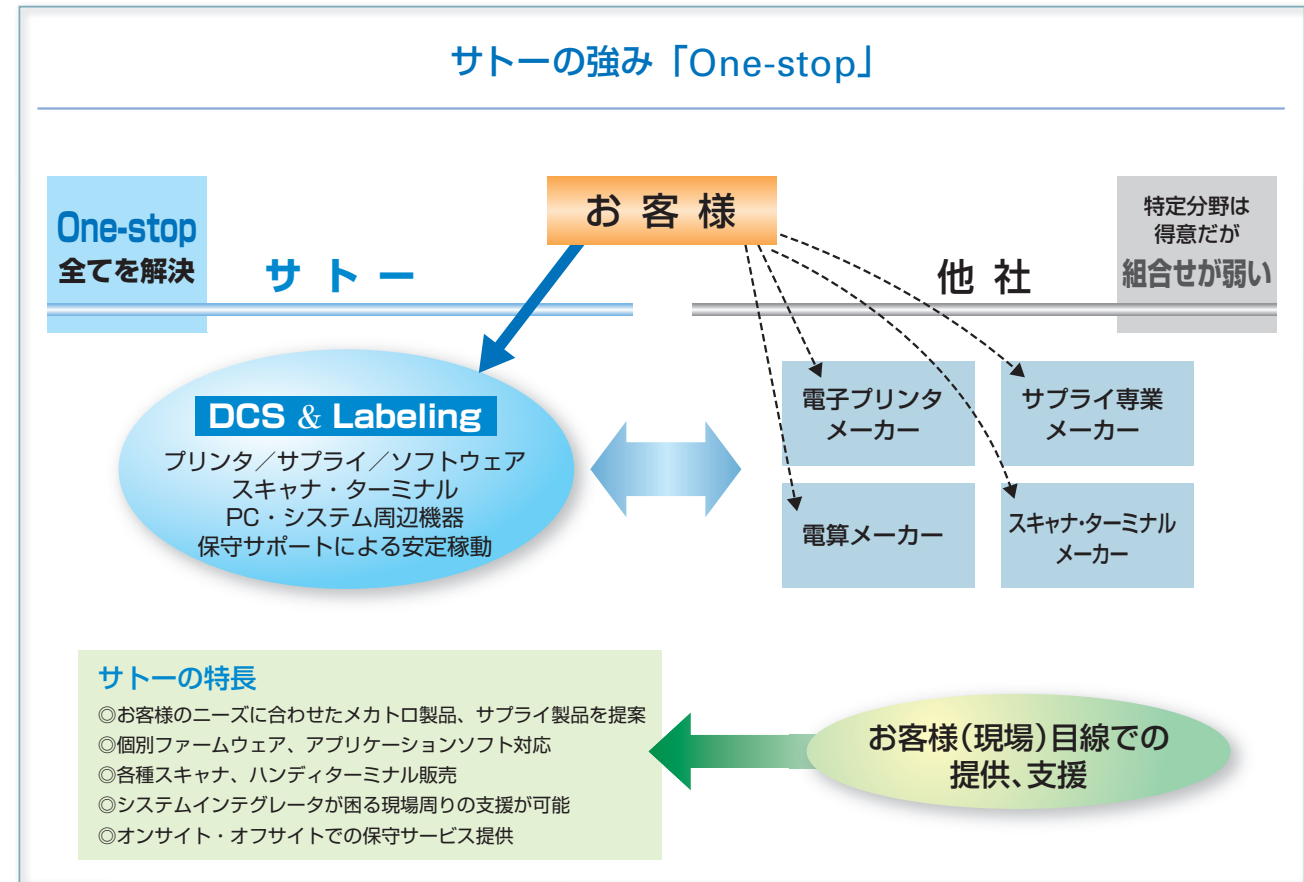 サトーの強み「One-stop」
One-stop
全てを解決
サトー
お客様
他社
特定分野は
得意だが
組合せが弱い
DCS & Labeling
プリンタ／サプライ／ソフトウェア
スキャナ・ターミナル
PC・システム周辺機器
保守サポートによる安定稼動
電子プリンタ
メーカー
サプライ専業
メーカー
電算メーカー
スキャナ・ターミナル
メーカー
サトーの特長
◎お客様のニーズに合わせたメカトロ製品、サプライ製品を提案
◎個別ファームウェア、アプリケーションソフト対応
◎各種スキャナ、ハンディターミナル販売
◎システムインテグレータが困る現場周りの支援が可能
◎オンサイト・オフサイトでの保守サービス提供
お客様（現場）目線での
提供、支援